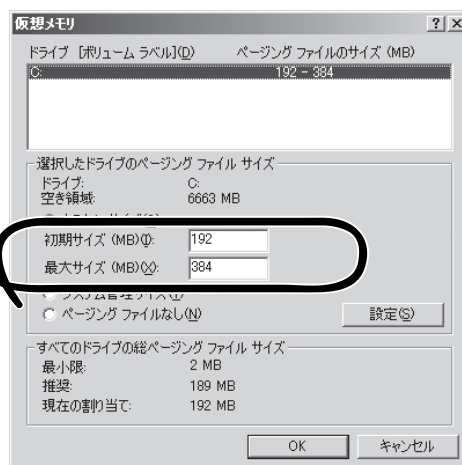 仮想メモリ
ドライブ [ボリューム ラベル](D) ページング ファイルのサイズ (MB)
C: 192 - 384
選択したドライブのページング ファイル サイズ
ドライブ: C:
空き領域: 6663 MB
初期サイズ (MB)(I): 192
最大サイズ (MB)(X): 384
ページング ファイルなし(N)
設定(S)
すべてのドライブの総ページング ファイル サイズ
最小限: 2 MB
推奨: 189 MB
現在の割り当て: 192 MB
OK キャンセル